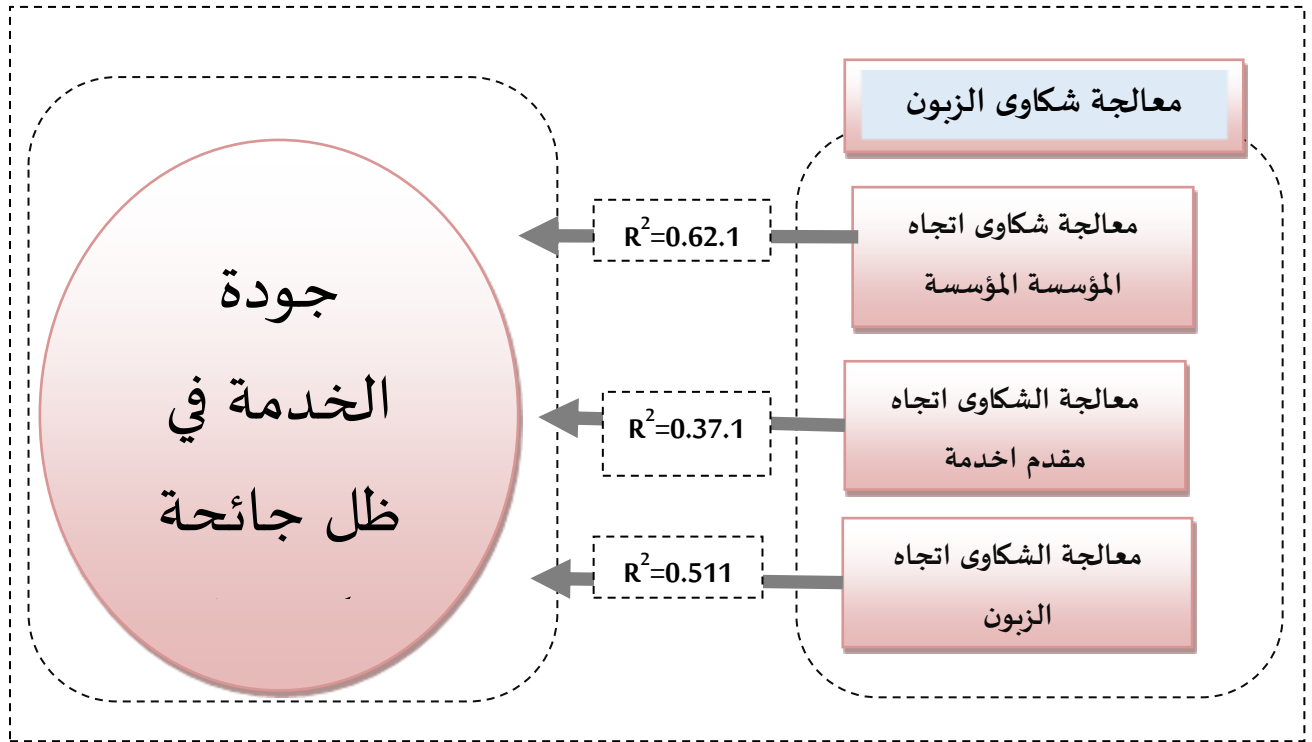 معالجة شكاوى الزبون
معالجة شكاوى اتجاه
المؤسسة المؤسسة
R²=0.62.1
معالجة الشكاوى اتجاه
مقدم اخدمة
R²=0.37.1
معالجة الشكاوى اتجاه
الزبون
R²=0.511
جودة
الخدمة في
ظل جائحة